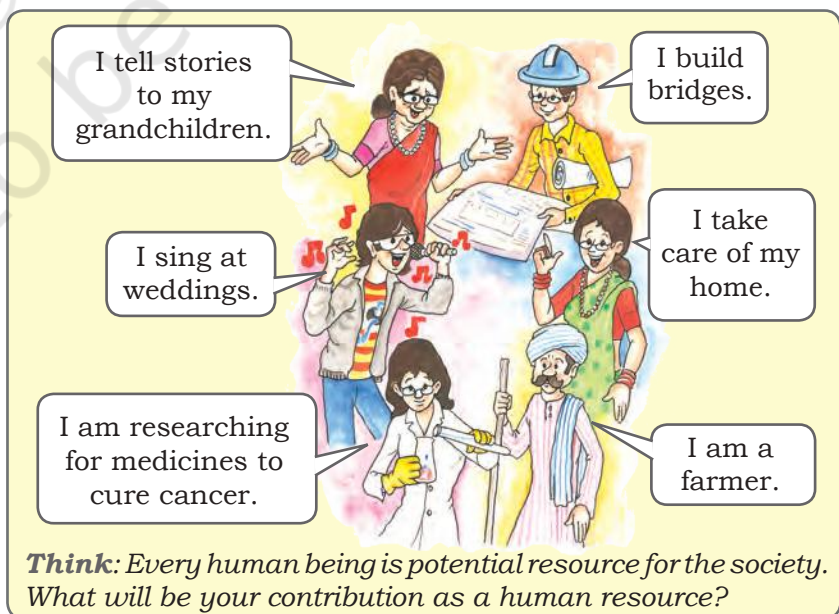 I tell stories
to my
grandchildren.
I build
bridges.
I sing at
weddings.
I take
care of my
home.
I am researching
for medicines to
cure cancer.
I am a
farmer.
Think: Every human being is potential resource for the society.
What will be your contribution as a human resource?